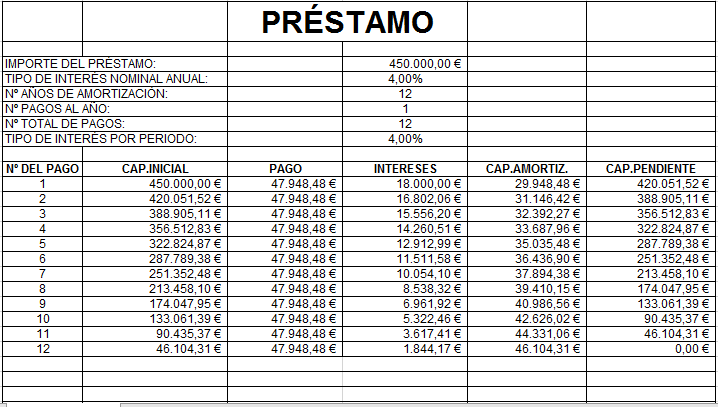 PRÉSTAMO
IMPORTE DEL PRÉSTAMO: 450.000,00 €
TIPO DE INTERÉS NOMINAL ANUAL: 4,00%
Nº AÑOS DE AMORTIZACIÓN: 12
Nº PAGOS AL AÑO: 1
Nº TOTAL DE PAGOS: 12
TIPO DE INTERÉS POR PERIODO: 4,00%
Nº DEL PAGO CAP.INICIAL PAGO INTERESES CAP.AMORTIZ. CAP.PENDIENTE
1 450.000,00 € 47.948,48 € 18.000,00 € 29.948,48 € 420.051,52 €
2 420.051,52 € 47.948,48 € 16.802,06 € 31.146,42 € 388.905,11 €
3 388.905,11 € 47.948,48 € 15.556,20 € 32.392,27 € 356.512,83 €
4 356.512,83 € 47.948,48 € 14.260,51 € 33.687,96 € 322.824,87 €
5 322.824,87 € 47.948,48 € 12.912,99 € 35.035,48 € 287.789,38 €
6 287.789,38 € 47.948,48 € 11.511,58 € 36.436,90 € 251.352,48 €
7 251.352,48 € 47.948,48 € 10.054,10 € 37.894,38 € 213.458,10 €
8 213.458,10 € 47.948,48 € 8.538,32 € 39.410,15 € 174.047,95 €
9 174.047,95 € 47.948,48 € 6.961,92 € 40.986,56 € 133.061,39 €
10 133.061,39 € 47.948,48 € 5.322,46 € 42.626,02 € 90.435,37 €
11 90.435,37 € 47.948,48 € 3.617,41 € 44.331,06 € 46.104,31 €
12 46.104,31 € 47.948,48 € 1.844,17 € 46.104,31 € 0,00 €